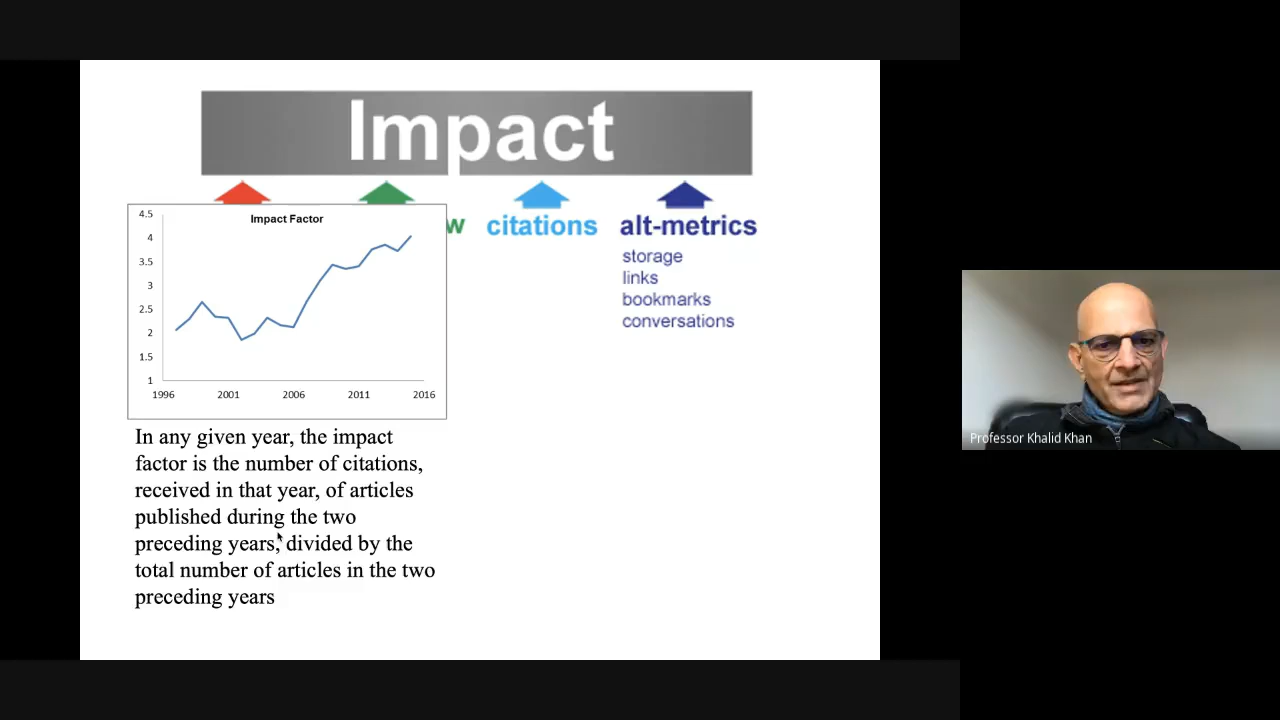 Impact
w
citations
alt-metrics
storage
links
bookmarks
conversations
Impact Factor
4.5
4
3.5
3
2.5
2
1.5
1
1996 2001 2006 2011 2016
In any given year, the impact
factor is the number of citations,
received in that year, of articles
published during the two
preceding years, divided by the
total number of articles in the two
preceding years
Professor Khalid Khan